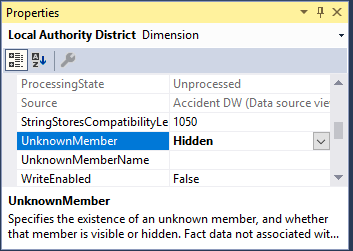 Properties
Local Authority District Dimension
ProcessingState Unprocessed
Source Accident DW (Data source vie
StringStoresCompatibilityLe 1050
UnknownMember Hidden
UnknownMemberName
WriteEnabled False
UnknownMember
Specifies the existence of an unknown member, and whether
that member is visible or hidden. Fact data not associated wit...